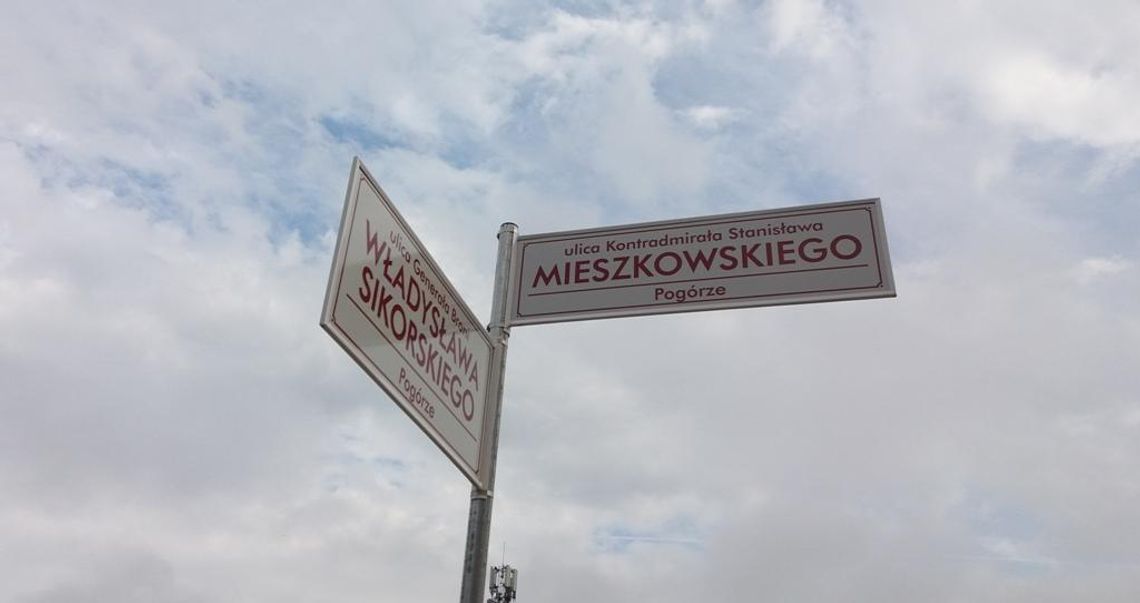 ulica Generała Broni
WŁADYSŁAWA
SIKORSKIEGO
Pogórze
ulica Kontradmirała Stanisława
MIESZKOWSKIEGO
Pogórze